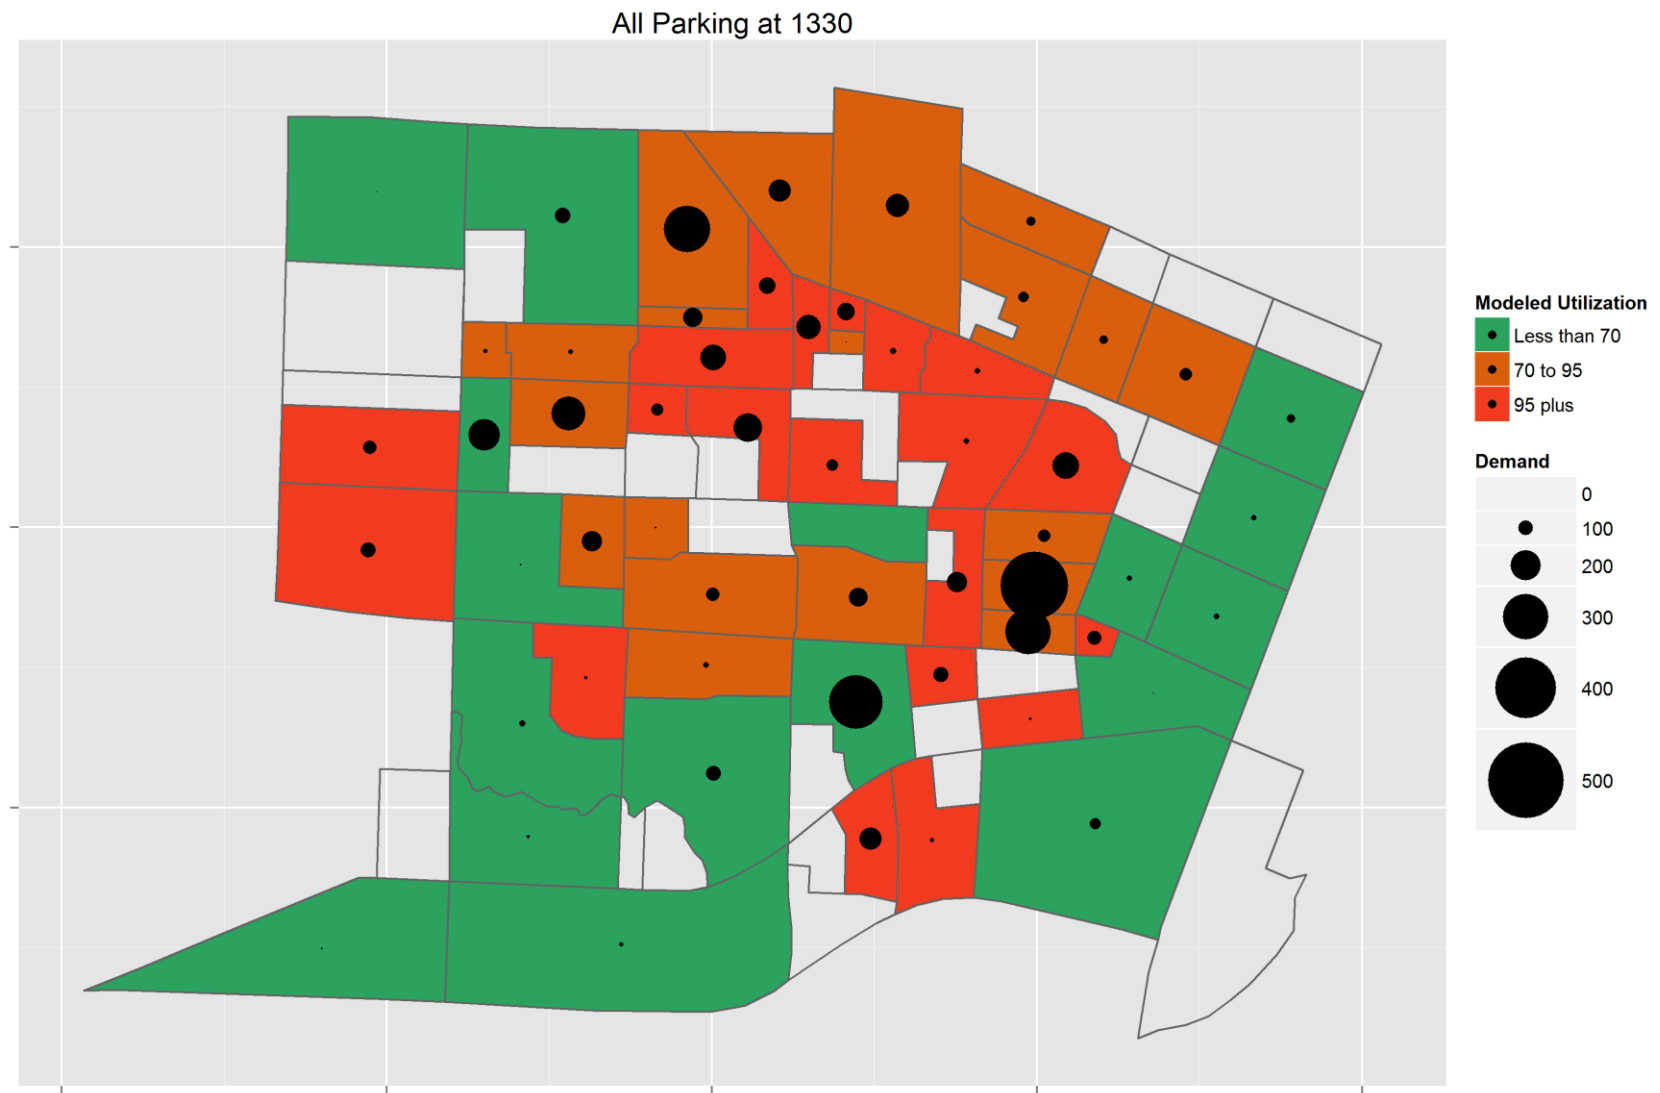 All Parking at 1330
Modeled Utilization
Less than 70
70 to 95
95 plus
Demand
0
100
200
300
400
500